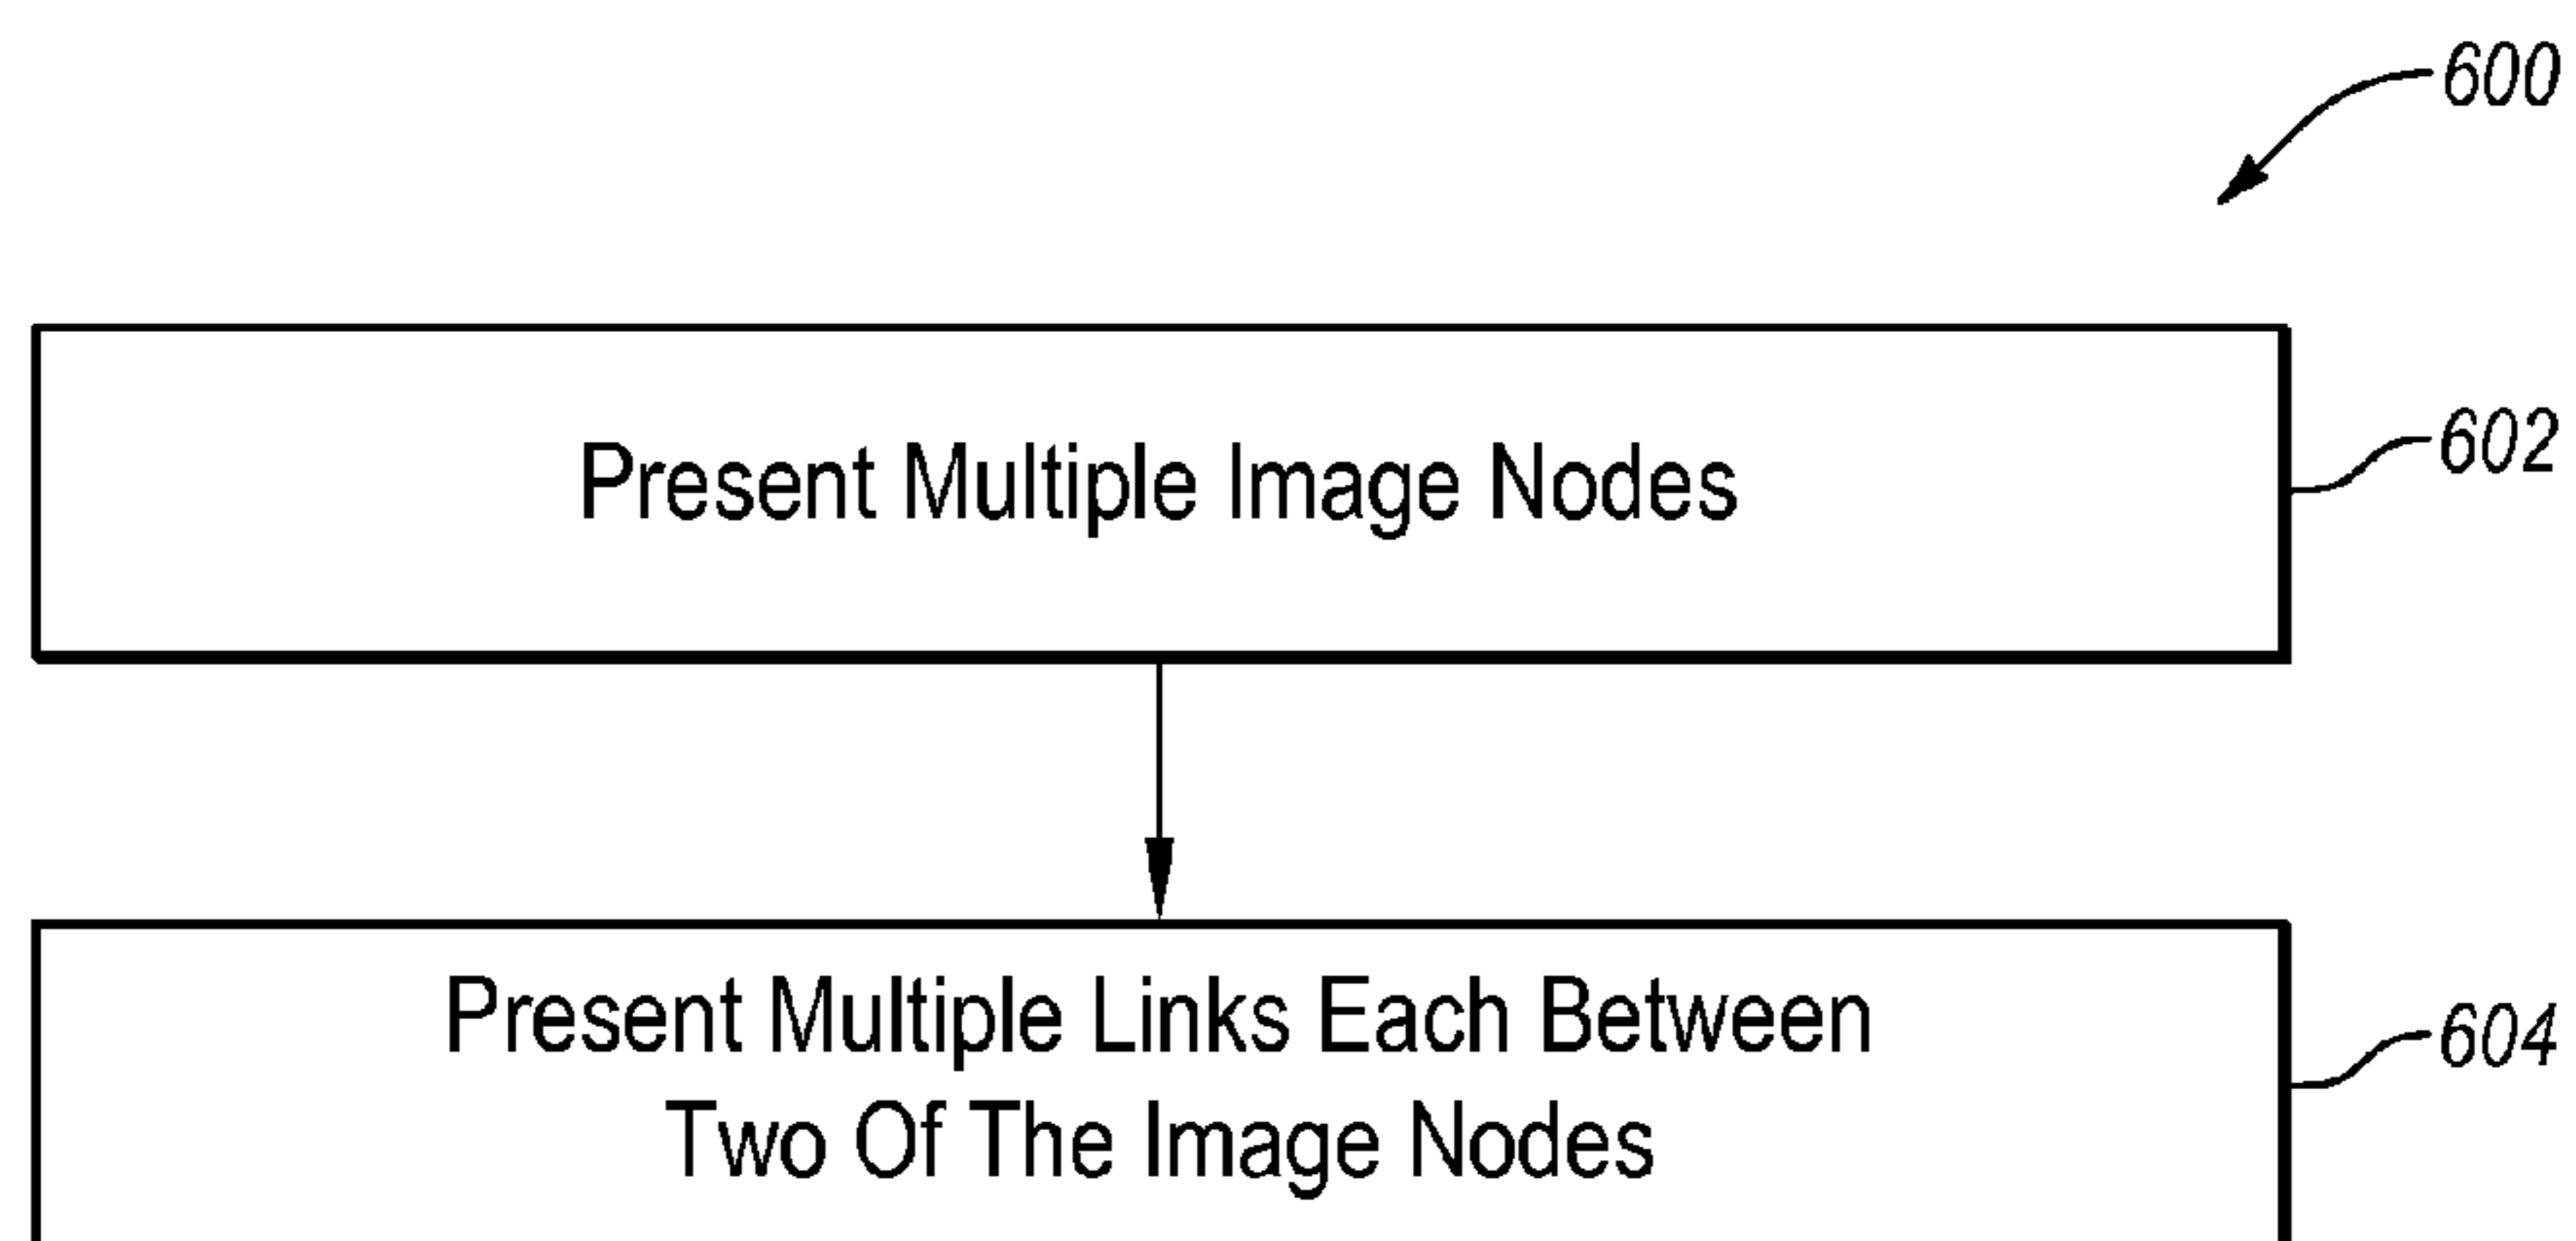 600
Present Multiple Image Nodes
602
Present Multiple Links Each Between
Two Of The Image Nodes
604